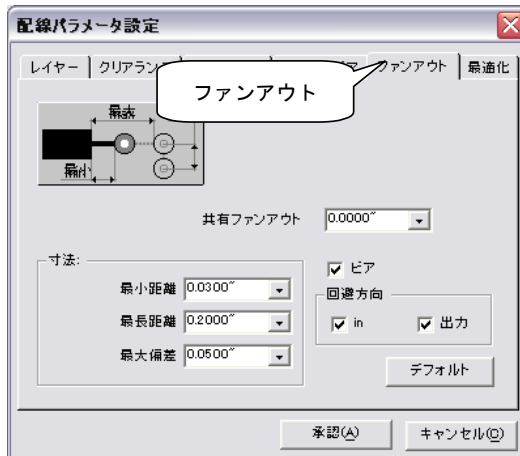 配線パラメータ設定
レイヤー クリアランス ファンアウト 最適化
ファンアウト
最大
最小
共有ファンアウト 0.0000″
寸法:
最小距離 0.0300″
最長距離 0.2000″
最大偏差 0.0500″
ビア
回避方向
in 出力
デフォルト
承認(A) キャンセル(C)